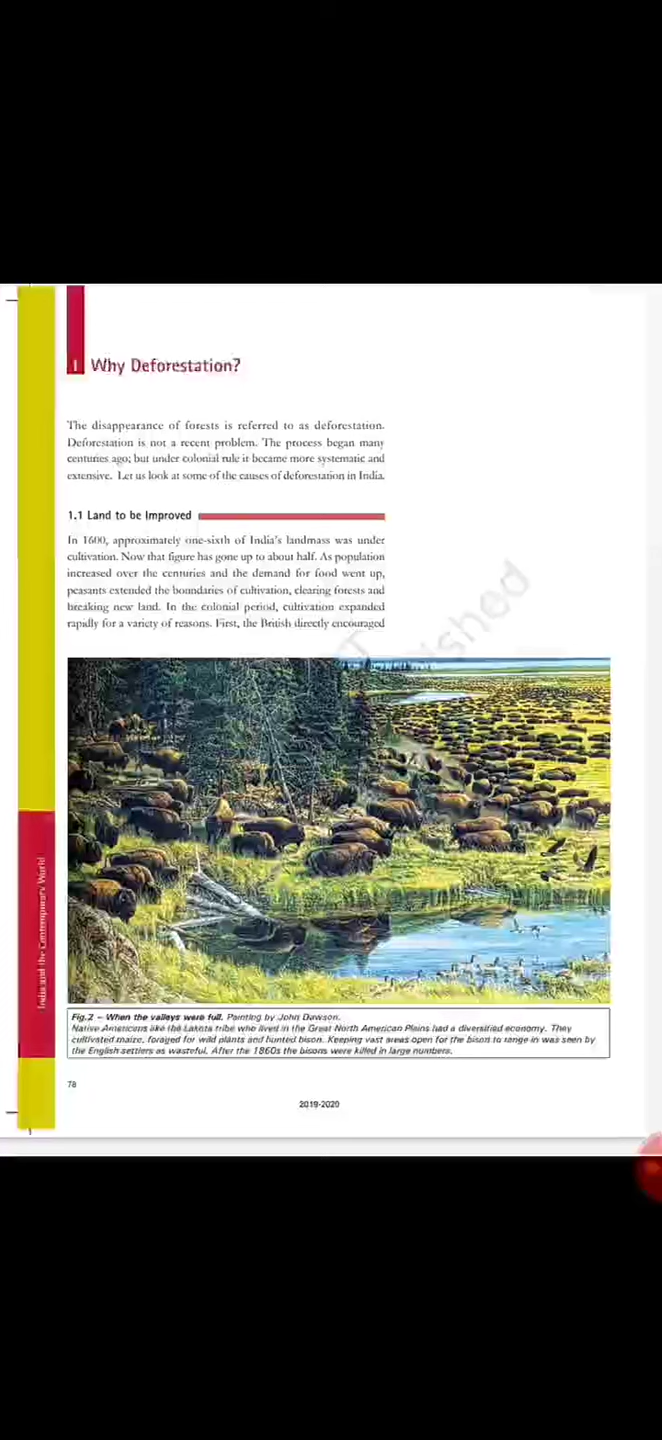 1 Why Deforestation?
The disappearance of forests is referred to as deforestation.
Deforestation is not a recent problem. The process began many
centuries ago; but under colonial rule it became more systematic and
extensive. Let us look at some of the causes of deforestation in India.
1.1 Land to be Improved
In 1600, approximately one-sixth of India's landmass was under
cultivation. Now that figure has gone up to about half. As population
increased over the centuries and the demand for food went up,
peasants extended the boundaries of cultivation, clearing forests and
breaking new land. In the colonial period, cultivation expanded
rapidly for a variety of reasons. First, the British directly encouraged
Fig.2 – When the valleys were full. Painting by John Dawson.
Native Americans like the Lakota tribe who lived in the Great North American Plains had a diversified economy. They
cultivated maize, foraged for wild plants and hunted bison. Keeping vast areas open for the bison to range in was seen by
the English settlers as wasteful. After the 1860s the bisons were killed in large numbers.
India and the Contemporary World
78
2019-2020